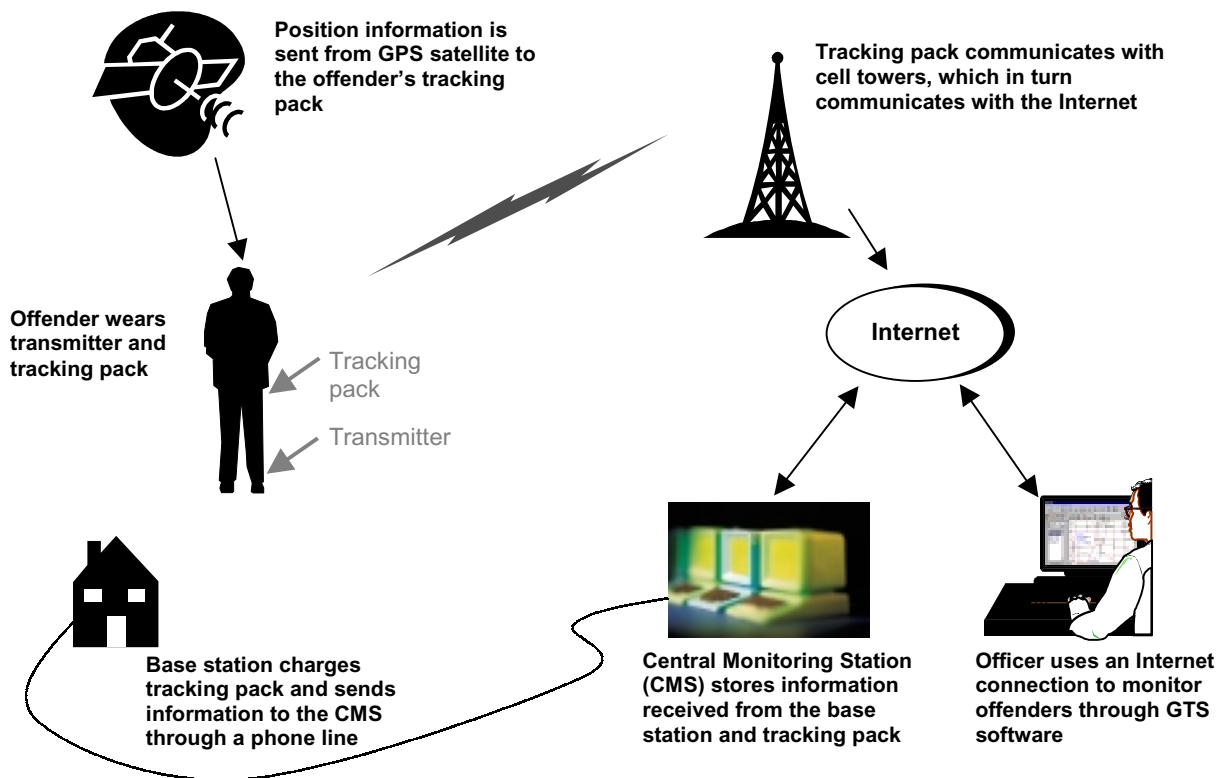 Position information is
sent from GPS satellite to
the offender's tracking
pack
Tracking pack communicates with
cell towers, which in turn
communicates with the Internet
Offender wears
transmitter and
tracking pack
Tracking
pack
Transmitter
Internet
Base station charges
tracking pack and sends
information to the CMS
through a phone line
Central Monitoring Station
(CMS) stores information
received from the base
station and tracking pack
Officer uses an Internet
connection to monitor
offenders through GTS
software